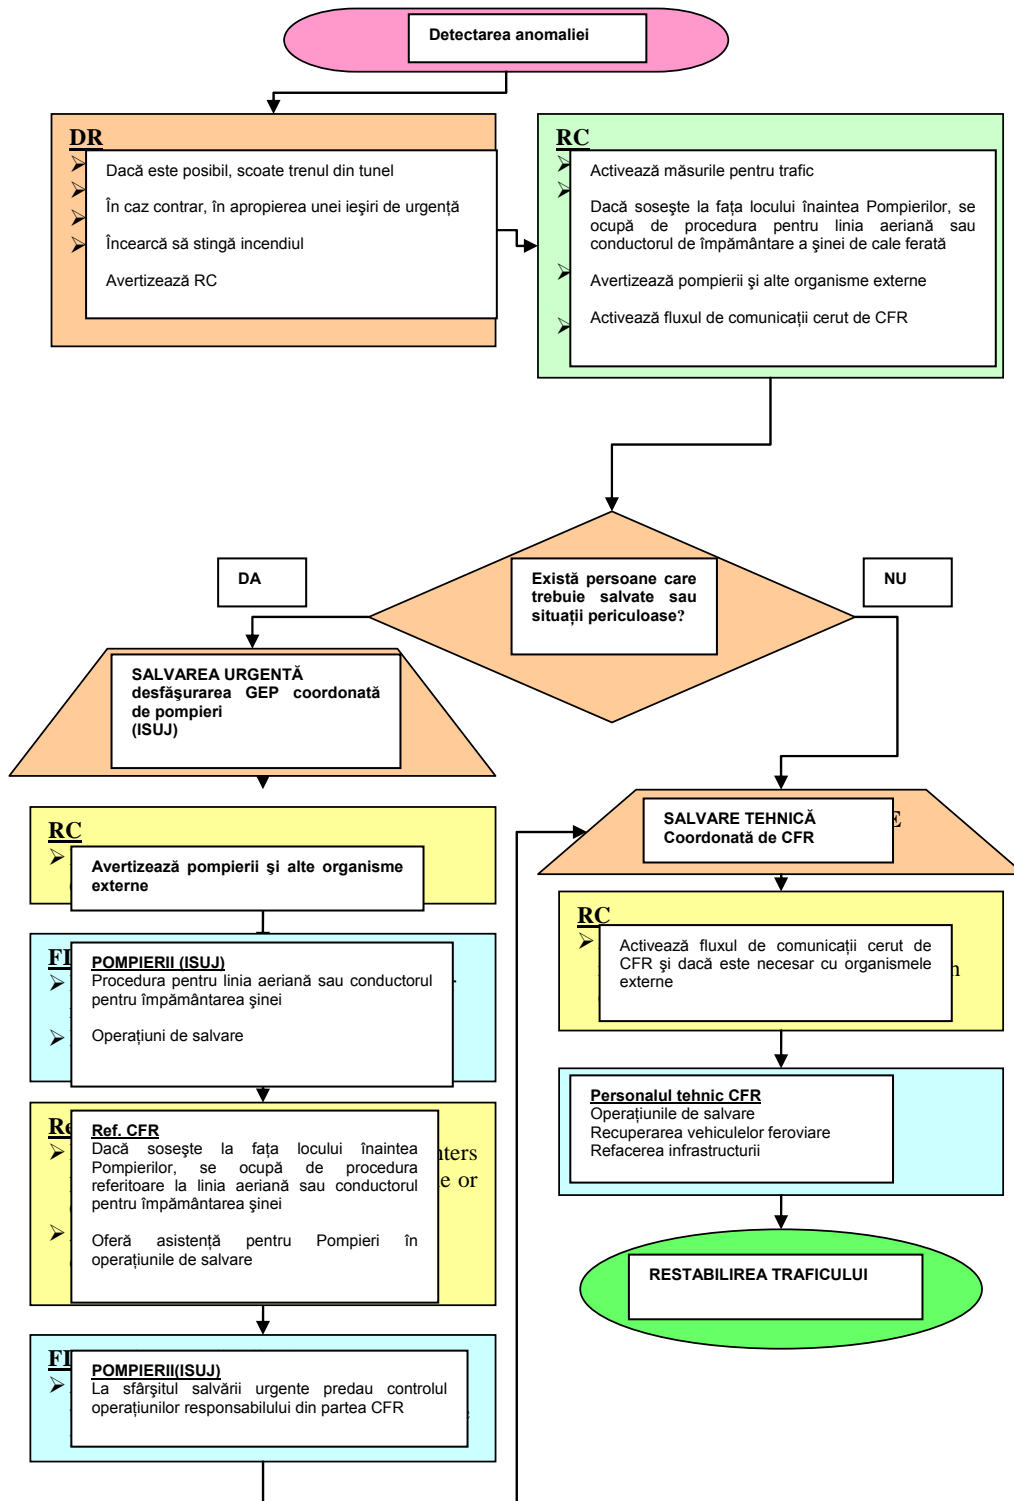 Detectarea anomaliei
DR
Dacă este posibil, scoate trenul din tunel
În caz contrar, în apropierea unei ieşiri de urgenţă
Încearcă să stingă incendiul
Avertizează RC
RC
Activează măsurile pentru trafic
Dacă soseşte la faţa locului înaintea Pompierilor, se
ocupă de procedura pentru linia aeriană sau
conductorul de împământare a şinei de cale ferată
Avertizează pompierii şi alte organisme externe
Activează fluxul de comunicaţii cerut de CFR
DA
Există persoane care
trebuie salvate sau
situaţii periculoase?
NU
SALVAREA URGENTĂ
desfăşurarea GEP coordonată
de pompieri
(ISUJ)
RC
Avertizează pompierii şi alte organisme
externe
POMPIERII (ISUJ)
Procedura pentru linia aeriană sau conductorul
pentru împământarea şinei
Operaţiuni de salvare
Ref. CFR
Dacă soseşte la faţa locului înaintea
Pompierilor, se ocupă de procedura
referitoare la linia aeriană sau conductorul
pentru împământarea şinei
Oferă asistenţă pentru Pompieri în
operaţiunile de salvare
e or
POMPIERII(ISUJ)
La sfârşitul salvării urgente predau controlul
operaţiunilor responsabilului din partea CFR
SALVARE TEHNICĂ
Coordonată de CFR
RC
Activează fluxul de comunicaţii cerut de
CFR şi dacă este necesar cu organismele
externe
Personalul tehnic CFR
Operaţiunile de salvare
Recuperarea vehiculelor feroviare
Refacerea infrastructurii
RESTABILIREA TRAFICULUI